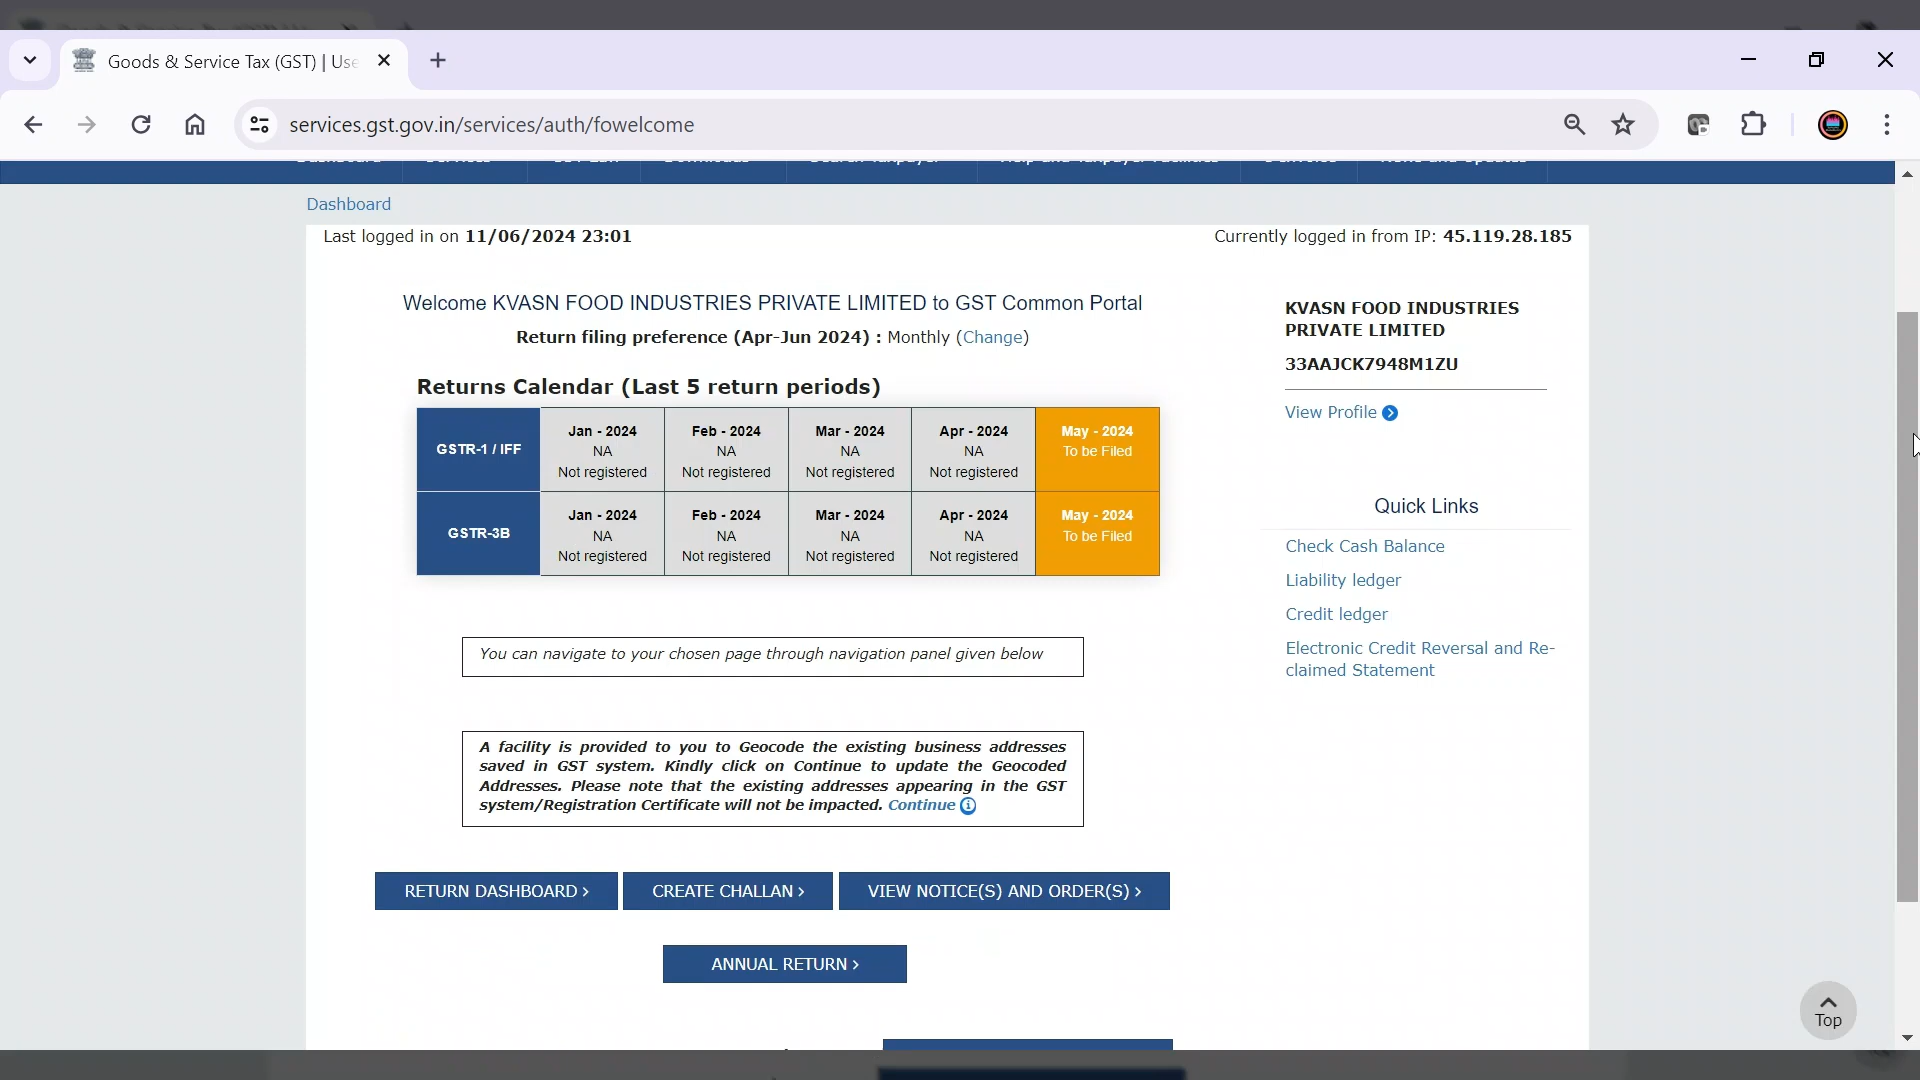 Goods & Service Tax (GST) | Use
services.gst.gov.in/services/auth/fowelcome
Dashboard
Last logged in on 11/06/2024 23:01
Currently logged in from IP: 45.119.28.185
Welcome KVASN FOOD INDUSTRIES PRIVATE LIMITED to GST Common Portal
Return filing preference (Apr-Jun 2024) : Monthly (Change)
Returns Calendar (Last 5 return periods)
GSTR-1 / IFF
Jan - 2024
NA
Not registered
Feb - 2024
NA
Not registered
Mar - 2024
NA
Not registered
Apr - 2024
NA
Not registered
May - 2024
To be Filed
GSTR-3B
Jan - 2024
NA
Not registered
Feb - 2024
NA
Not registered
Mar - 2024
NA
Not registered
Apr - 2024
NA
Not registered
May - 2024
To be Filed
You can navigate to your chosen page through navigation panel given below
A facility is provided to you to Geocode the existing business addresses
saved in GST system. Kindly click on Continue to update the Geocoded
Addresses. Please note that the existing addresses appearing in the GST
system/Registration Certificate will not be impacted. Continue
RETURN DASHBOARD >
CREATE CHALLAN >
VIEW NOTICE(S) AND ORDER(S) >
ANNUAL RETURN >
KVASN FOOD INDUSTRIES
PRIVATE LIMITED
33AAJCK7948M1ZU
View Profile
Quick Links
Check Cash Balance
Liability ledger
Credit ledger
Electronic Credit Reversal and Re-
claimed Statement
Top